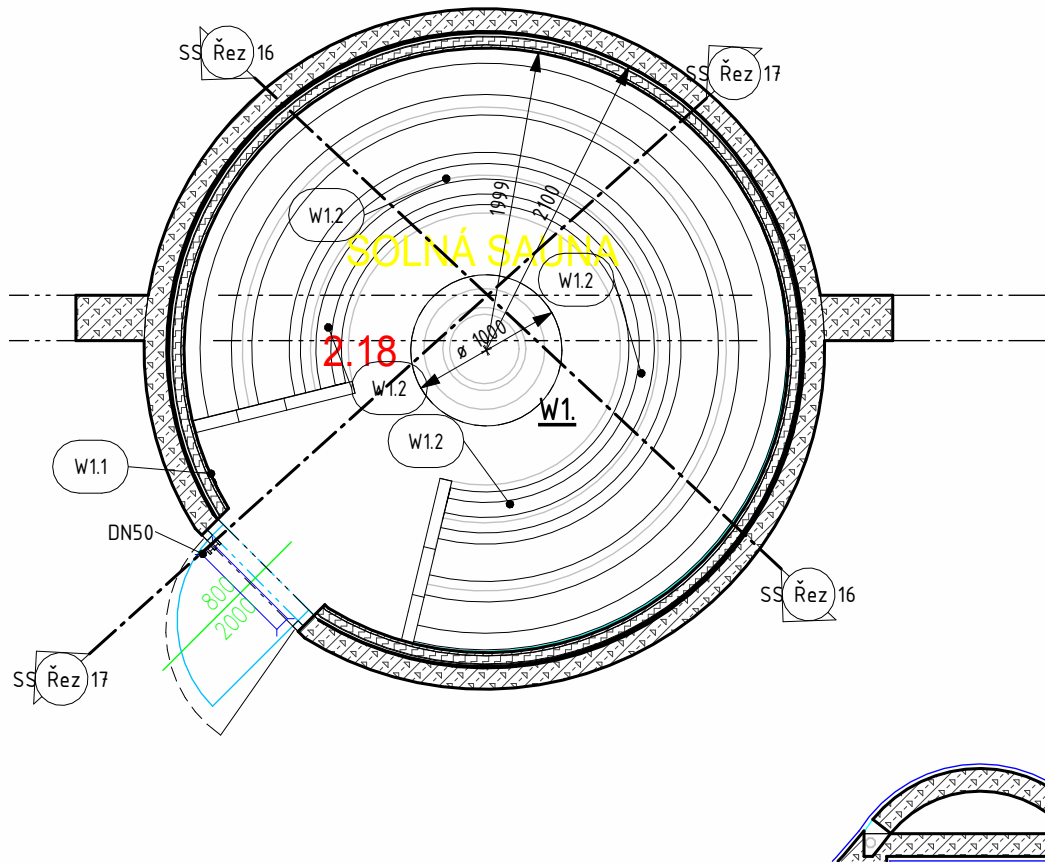 SS Řez 16
SS Řez 17
1999
2100
W1.2
SOLNÁ SAUNA
W1.2
ø 1000
2.18
W1.2
W1.
W1.2
W1.1
DN50
800
2000
SS Řez 16
SS Řez 17